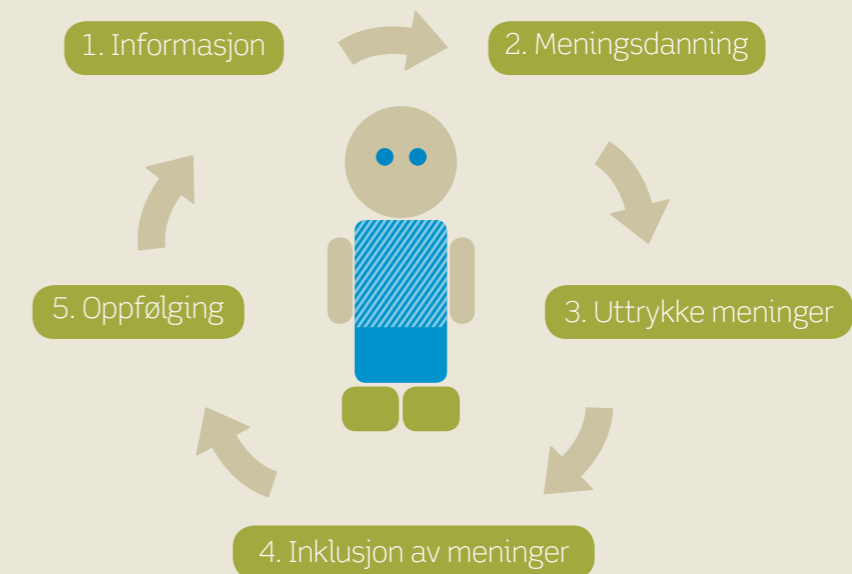 1. Informasjon
2. Meningsdanning
3. Uttrykke meninger
4. Inklusjon av meninger
5. Oppfølging